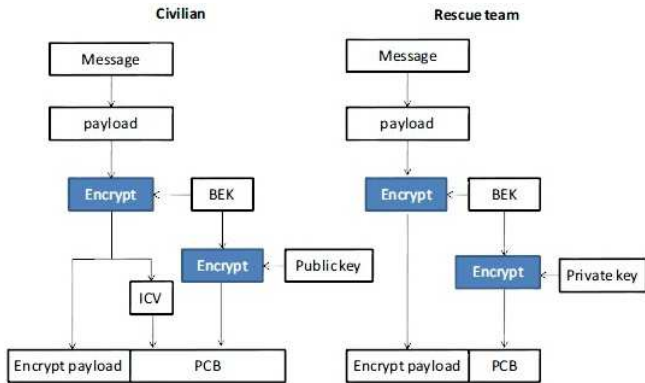 Civilian
Message
payload
Encrypt
BEK
Encrypt
Public key
ICV
Encrypt payload
PCB
Rescue team
Message
payload
Encrypt
BEK
Encrypt
Private key
Encrypt payload
PCB